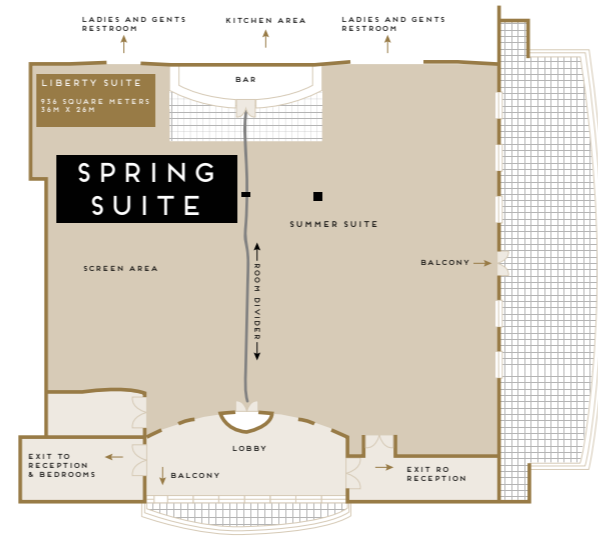 LADIES AND GENTS
RESTROOM
KITCHEN AREA
LADIES AND GENTS
RESTROOM
LIBERTY SUITE
936 SQUARE METERS
36M X 26M
BAR
SPRING
SUITE
SUMMER SUITE
SCREEN AREA
ROOM DIVIDER
BALCONY
LOBBY
EXIT TO
RECEPTION
& BEDROOMS
BALCONY
EXIT RO
RECEPTION